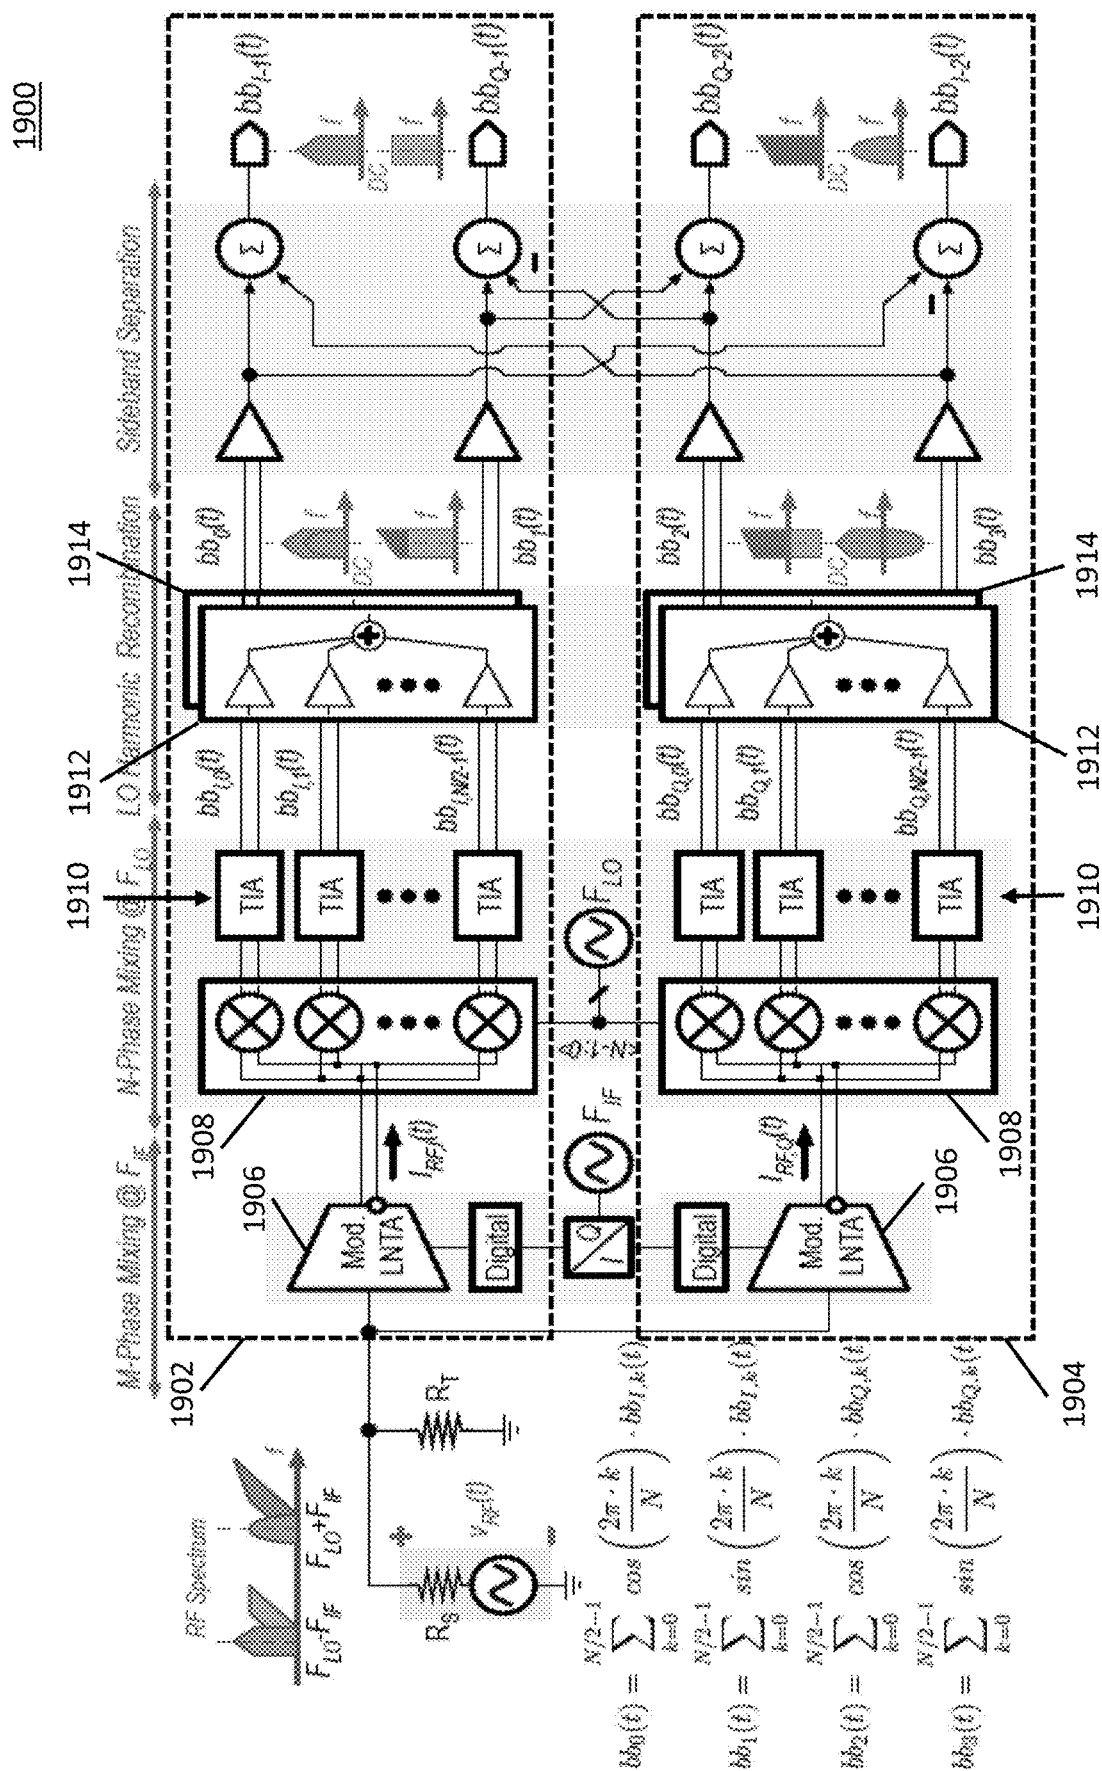 1900
M-Phase Mixing @ F_IF
N-Phase Mixing @ F_LO
LO Harmonic Recombination
Sideband Separation
RF Spectrum
F_LO-F_IF
F_LO+F_IF
f
R_S
v_RF(t)
+
-
R_T
1902
1904
1906
Mod.
LNTA
I_RF,I(t)
Digital
I/Q
F_IF
Digital
Mod.
LNTA
I_RF,Q(t)
1906
1908
<N-1:0>
F_LO
1908
1910
TIA
TIA
TIA
TIA
TIA
TIA
1910
bb_I,0(t)
bb_I,1(t)
bb_I,N/2-1(t)
bb_Q,0(t)
bb_Q,1(t)
bb_Q,N/2-1(t)
1912
1914
1912
1914
bb_0(t)
f
DC
f
bb_1(t)
bb_2(t)
f
DC
f
bb_3(t)
Σ
Σ
Σ
Σ
bb_I-1(t)
f
DC
f
bb_Q-1(t)
bb_Q-2(t)
f
DC
f
bb_I-2(t)
bb_0(t) = ∑_{k=0}^{N/2-1} cos(2π · k / N) · bb_I,k(t)
bb_1(t) = ∑_{k=0}^{N/2-1} sin(2π · k / N) · bb_I,k(t)
bb_2(t) = ∑_{k=0}^{N/2-1} cos(2π · k / N) · bb_Q,k(t)
bb_3(t) = ∑_{k=0}^{N/2-1} sin(2π · k / N) · bb_Q,k(t)